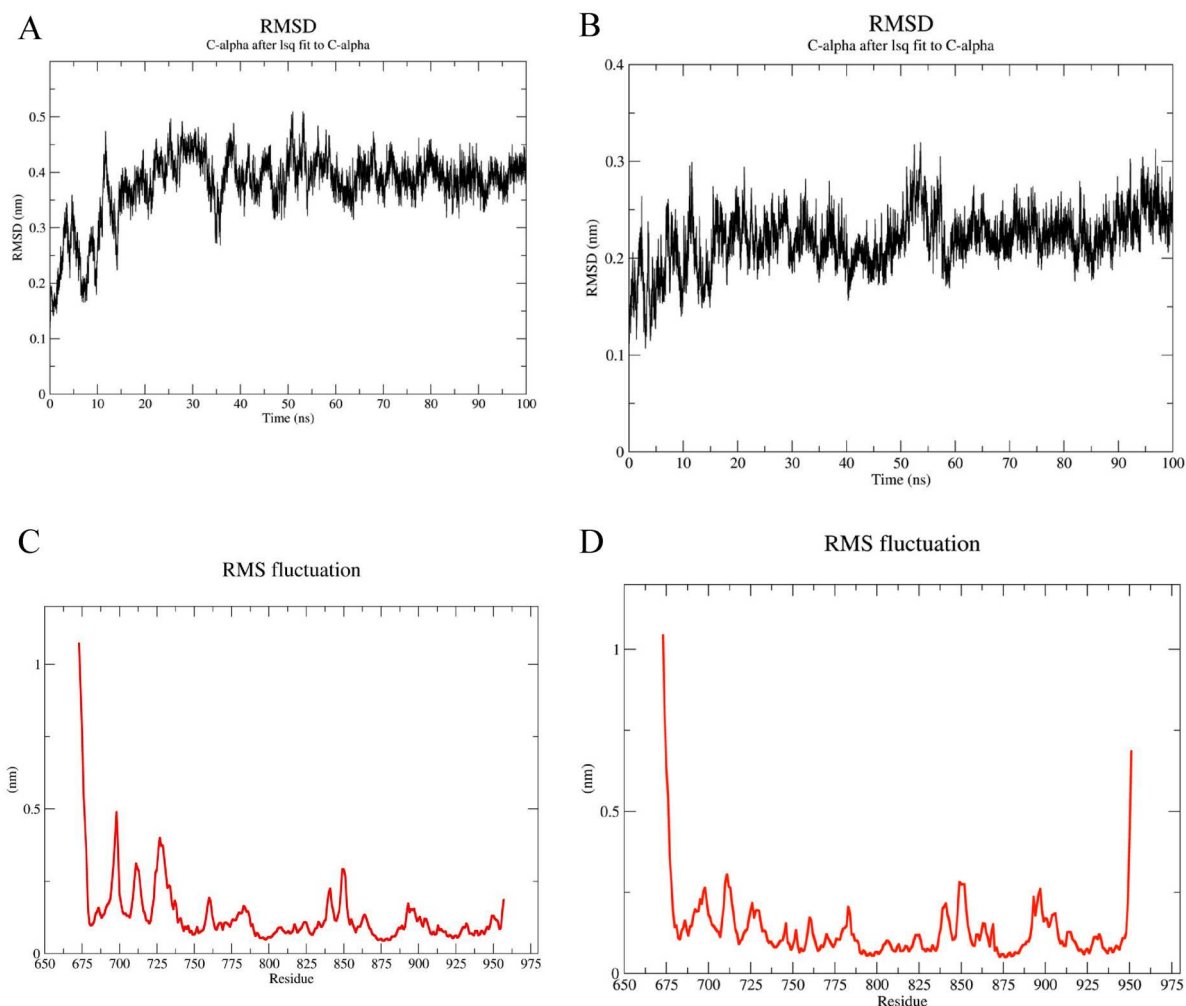 A
RMSD
C-alpha after lsq fit to C-alpha
RMSD (nm)
0.5
0.4
0.3
0.2
0.1
0
0 10 20 30 40 50 60 70 80 90 100
Time (ns)
B
RMSD
C-alpha after lsq fit to C-alpha
RMSD (nm)
0.4
0.3
0.2
0.1
0
0 10 20 30 40 50 60 70 80 90 100
Time (ns)
C
RMS fluctuation
(nm)
1
0.5
0
650 675 700 725 750 775 800 825 850 875 900 925 950 975
Residue
D
RMS fluctuation
(nm)
1
0.5
0
650 675 700 725 750 775 800 825 850 875 900 925 950 975
Residue